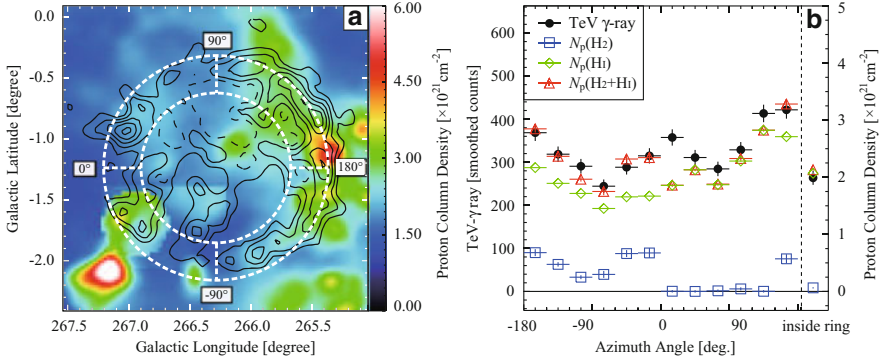 a
6.00
4.50
3.00
1.50
0.00
Proton Column Density [×10²¹cm⁻²]
0.0
-0.5
-1.0
-1.5
-2.0
Galactic Latitude [degree]
90°
0°
180°
-90°
267.5 267.0 266.5 266.0 265.5
Galactic Longitude [degree]
b
TeV γ-ray
Np(H2)
Np(HI)
Np(H2+HI)
600
500
400
300
200
100
0
TeV-γ ray [smoothed counts]
5
4
3
2
1
0
Proton Column Density [×10²¹cm⁻²]
-180 -90 0 90 inside ring
Azimuth Angle [deg.]